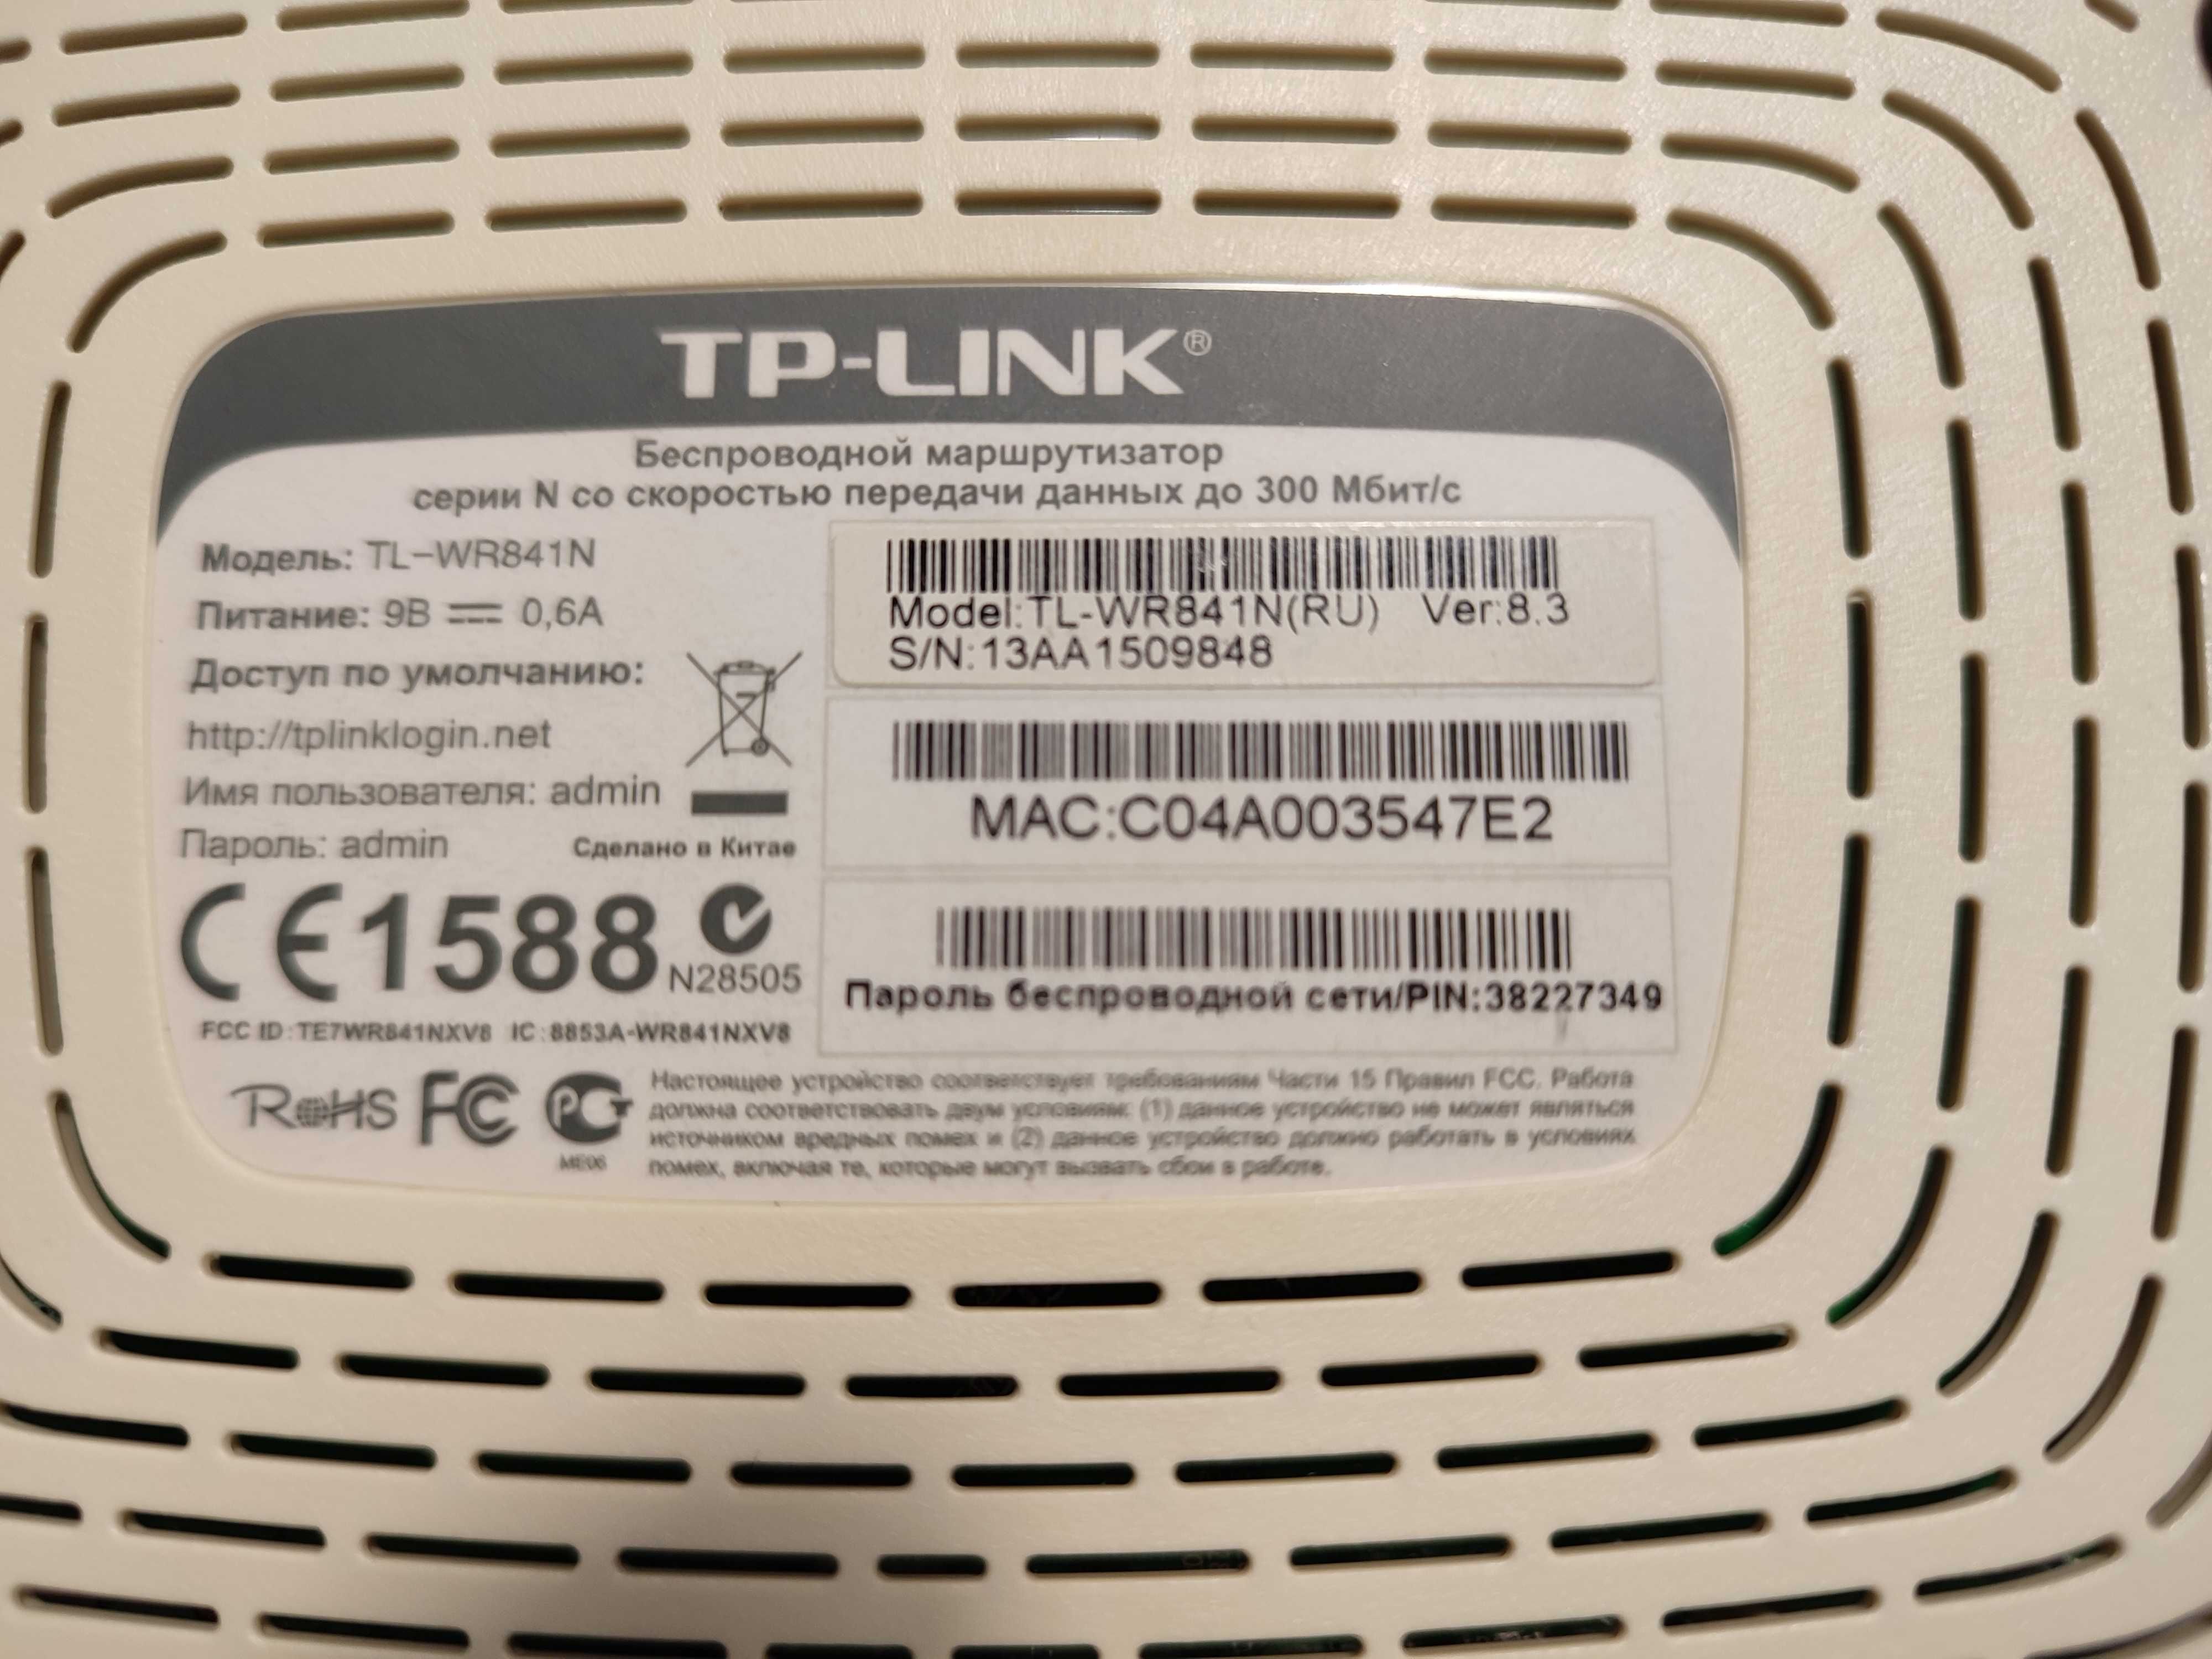 TP-LINK®
Беспроводной маршрутизатор
серии N со скоростью передачи данных до 300 Мбит/с
Модель: TL-WR841N
Питание: 9В 0,6А
Доступ по умолчанию:
http://tplinklogin.net
Имя пользователя: admin
Пароль: admin
Сделано в Китае
CE1588
N28505
FCC ID:TE7WR841NXV8 IC:8853A-WR841NXV8
Model:TL-WR841N(RU) Ver:8.3
S/N:13AA1509848
MAC:C04A003547E2
Пароль беспроводной сети/PIN:38227349
RoHS FC РСТ
ME06
Настоящее устройство соответствует требованиям Части 15 Правил FCC. Работа
должна соответствовать двум условиям: (1) данное устройство не может являться
источником вредных помех и (2) данное устройство должно работать в условиях
помех, включая те, которые могут вызвать сбои в работе.